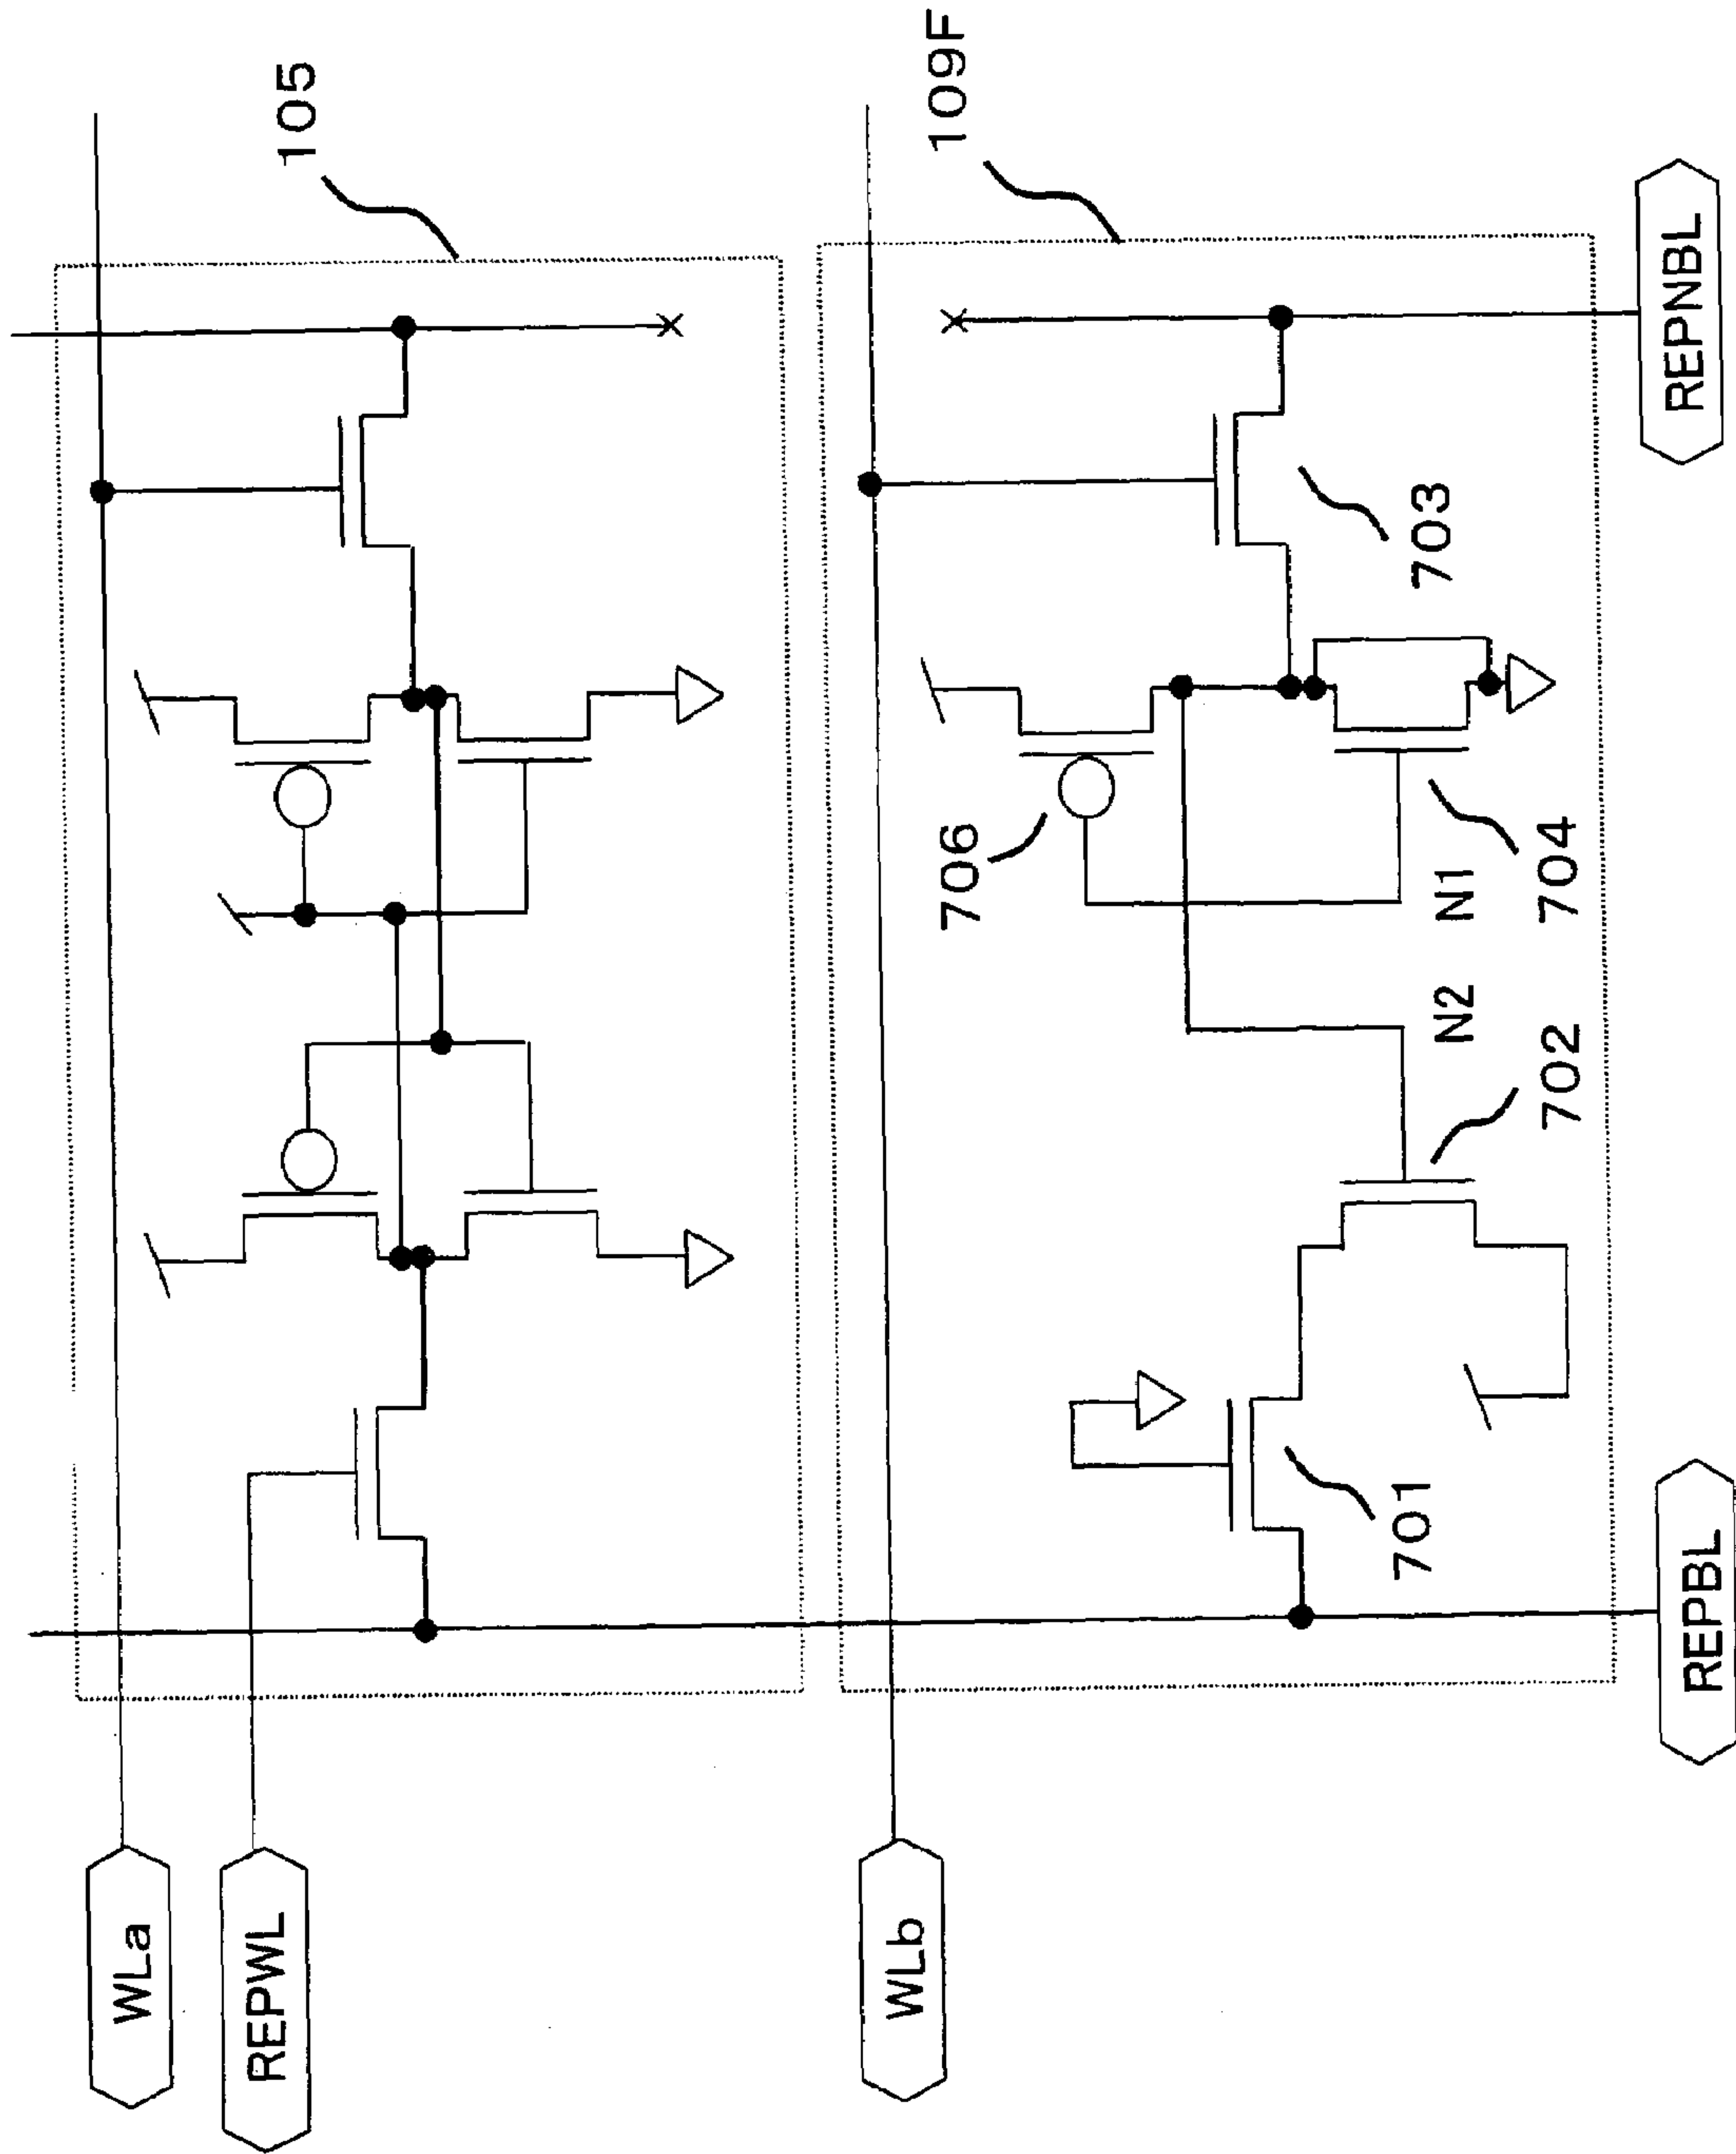 105
WLa
REPWL
109F
WLb
706
703
N1
704
N2
702
701
REPNBL
REPBL